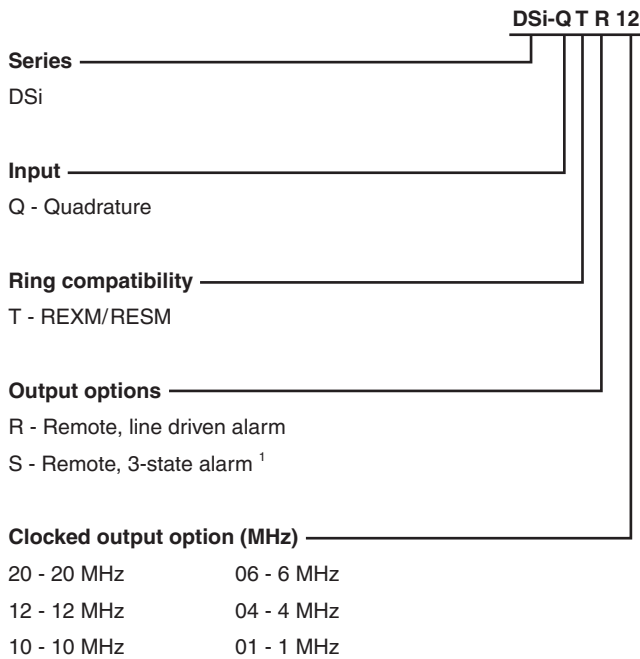 DSi-Q T R 12
Series
DSi
Input
Q - Quadrature
Ring compatibility
T - REXM/RESM
Output options
R - Remote, line driven alarm
S - Remote, 3-state alarm 1
Clocked output option (MHz)
20 - 20 MHz 06 - 6 MHz
12 - 12 MHz 04 - 4 MHz
10 - 10 MHz 01 - 1 MHz